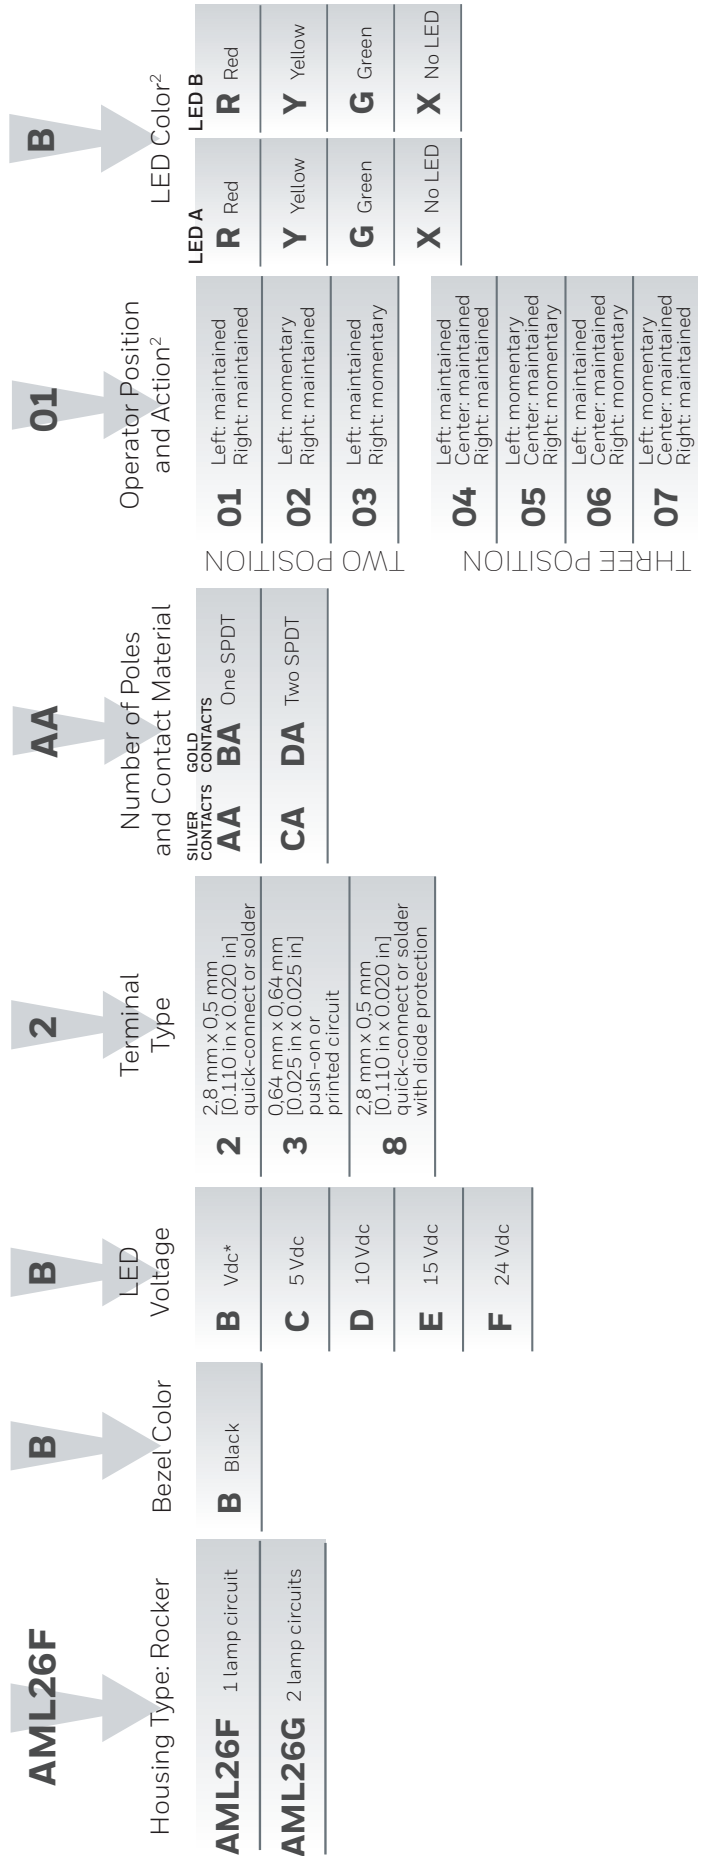 AML26F
Housing Type: Rocker
AML26F 1 lamp circuit
AML26G 2 lamp circuits
B
Bezel Color
B Black
B
LED
Voltage
B Vdc*
C 5 Vdc
D 10 Vdc
E 15 Vdc
F 24 Vdc
2
Terminal
Type
2 2,8 mm x 0,5 mm
[0.110 in x 0.020 in]
quick-connect or solder
3 0,64 mm x 0,64 mm
[0.025 in x 0.025 in]
push-on or
printed circuit
8 2,8 mm x 0,5 mm
[0.110 in x 0.020 in]
quick-connect or solder
with diode protection
AA
Number of Poles
and Contact Material
SILVER
CONTACTS
GOLD
CONTACTS
AA BA One SPDT
CA DA Two SPDT
01
Operator Position
and Action²
TWO POSITION
01 Left: maintained
Right: maintained
02 Left: momentary
Right: maintained
03 Left: maintained
Right: momentary
THREE POSITION
04 Left: maintained
Center: maintained
Right: maintained
05 Left: momentary
Center: maintained
Right: momentary
06 Left: maintained
Center: maintained
Right: momentary
07 Left: momentary
Center: maintained
Right: maintained
B
LED Color²
LED A LED B
R Red R Red
Y Yellow Y Yellow
G Green G Green
X No LED X No LED